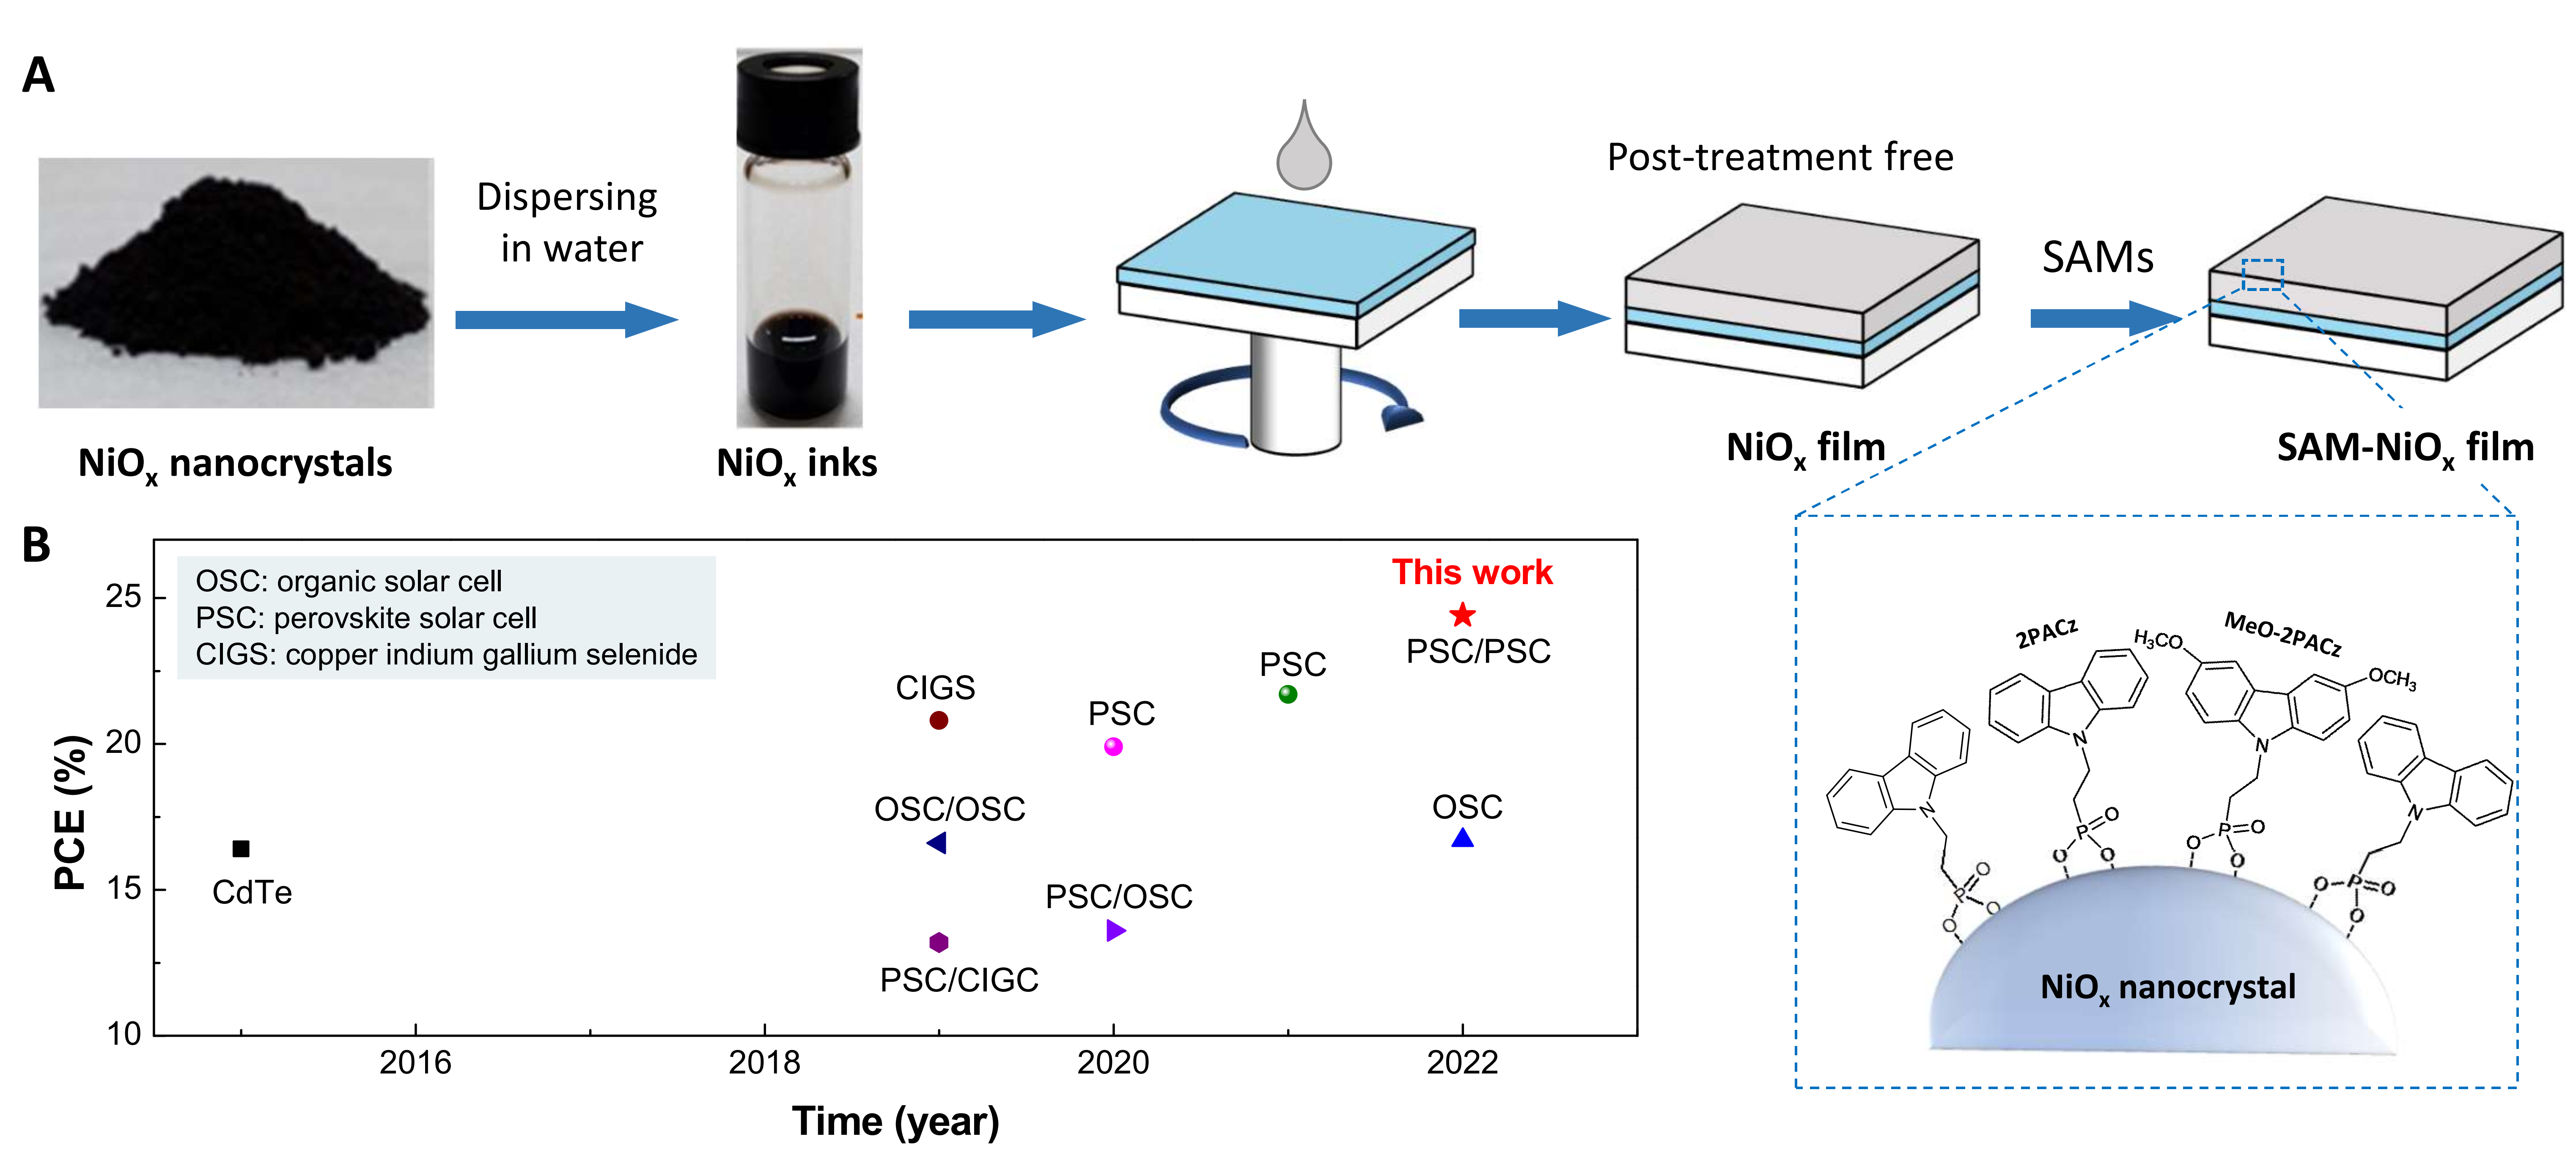 A
Dispersing
in water
Post-treatment free
SAMs
NiOx nanocrystals
NiOx inks
NiOx film
SAM-NiOx film
B
OSC: organic solar cell
PSC: perovskite solar cell
CIGS: copper indium gallium selenide
This work
PSC/PSC
PSC
CIGS
PSC
OSC/OSC
OSC
CdTe
PSC/OSC
PSC/CIGC
25
20
15
10
PCE (%)
2016
2018
2020
2022
Time (year)
2PACz
MeO-2PACz
H3CO
OCH3
N
N
N
N
P
O
O
O
P
O
O
O
P
O
O
O
P
O
O
O
NiOx nanocrystal